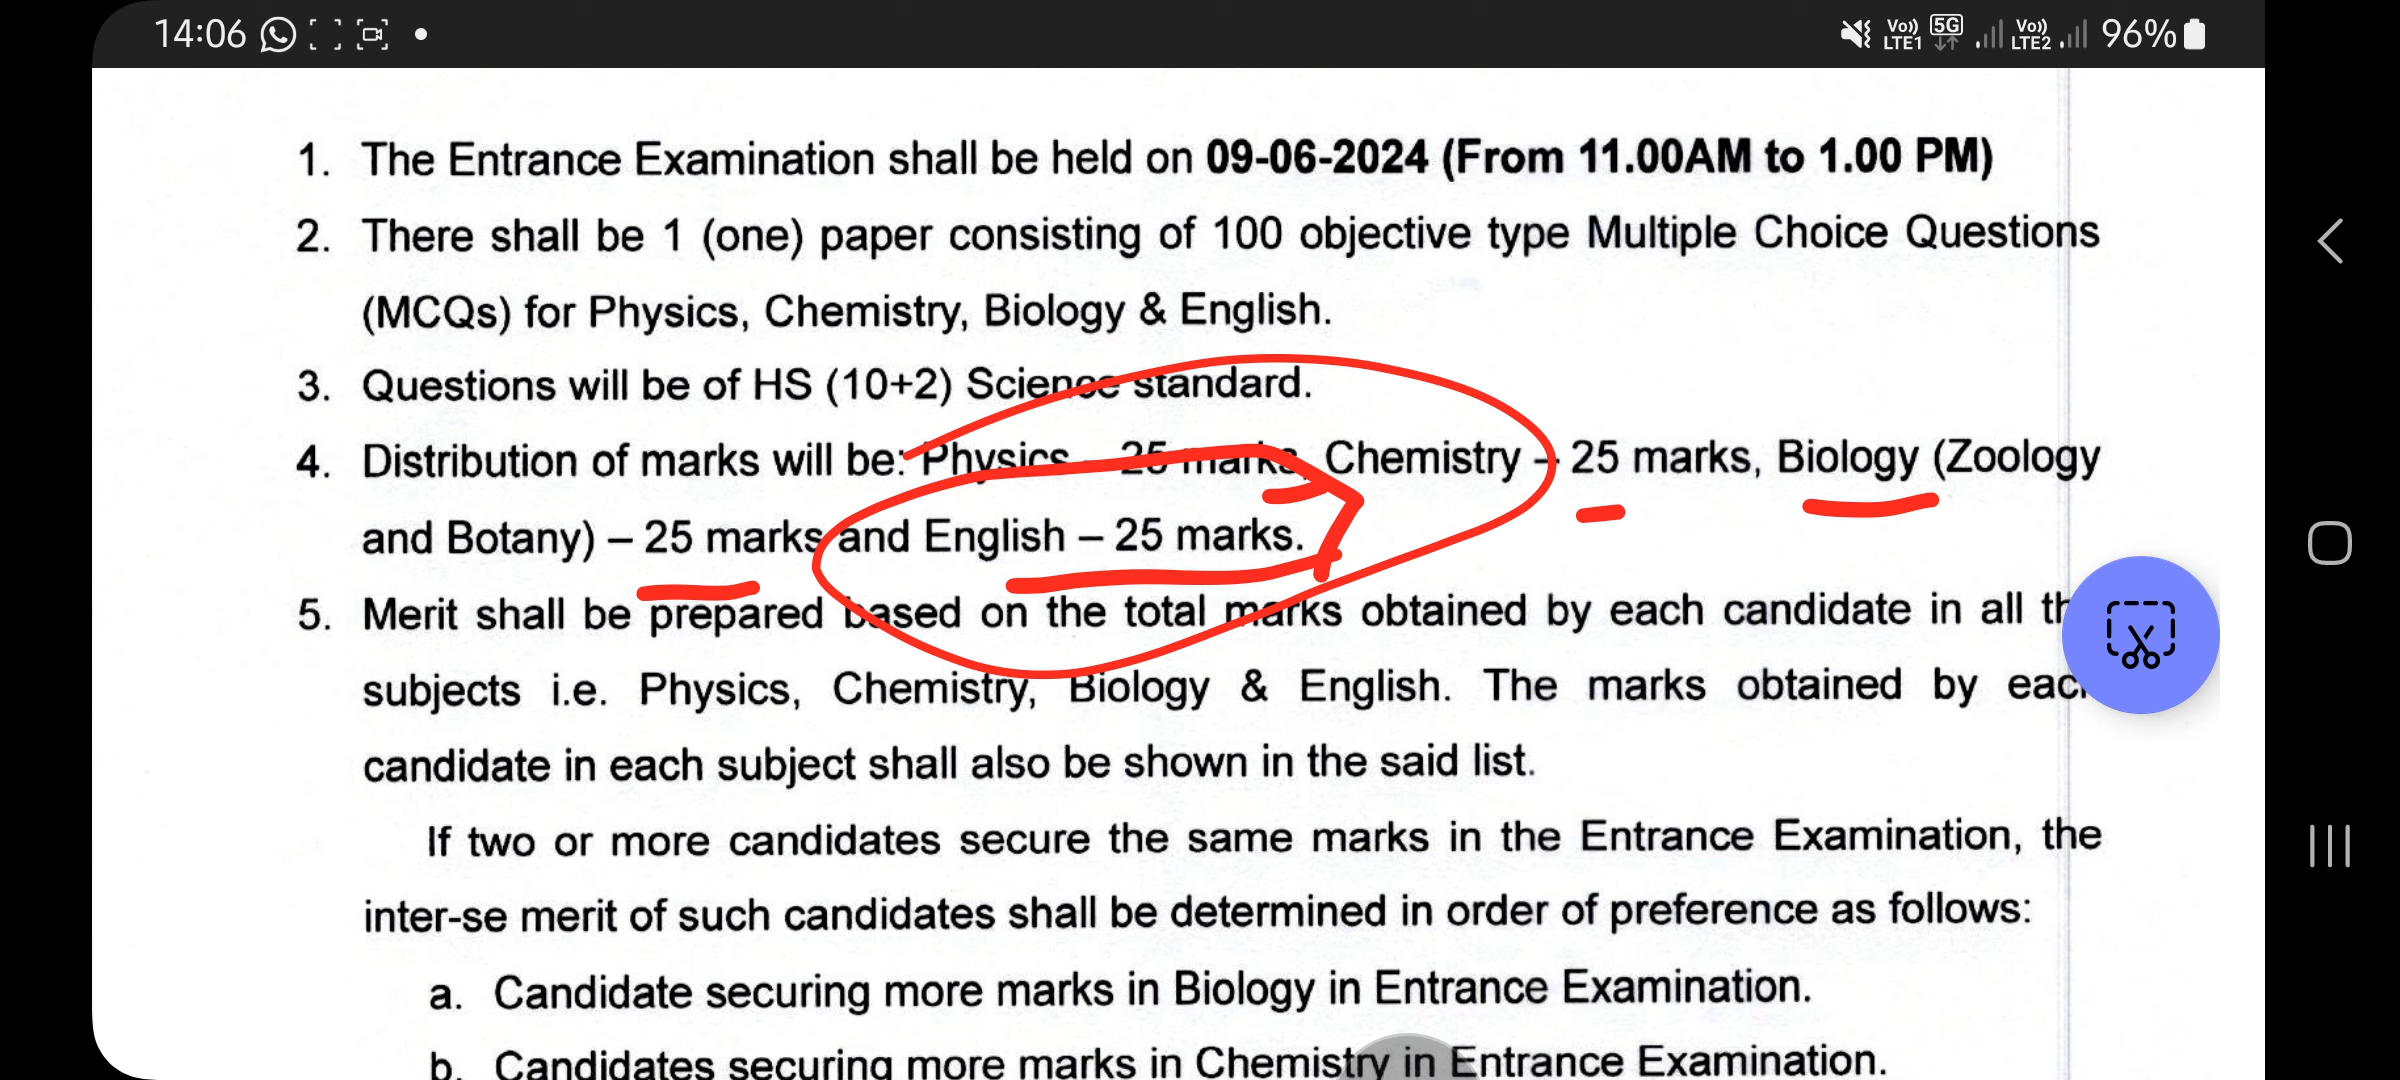 14:06 Vo)) LTE1 5G Vo)) LTE2 96%
1. The Entrance Examination shall be held on 09-06-2024 (From 11.00AM to 1.00 PM)
2. There shall be 1 (one) paper consisting of 100 objective type Multiple Choice Questions
(MCQs) for Physics, Chemistry, Biology & English.
3. Questions will be of HS (10+2) Science standard.
4. Distribution of marks will be: Physics – 25 marks, Chemistry – 25 marks, Biology (Zoology
and Botany) – 25 marks and English – 25 marks.
5. Merit shall be prepared based on the total marks obtained by each candidate in all
subjects i.e. Physics, Chemistry, Biology & English. The marks obtained by each
candidate in each subject shall also be shown in the said list.
If two or more candidates secure the same marks in the Entrance Examination, the
inter-se merit of such candidates shall be determined in order of preference as follows:
a. Candidate securing more marks in Biology in Entrance Examination.
b. Candidates securing more marks in Chemistry in Entrance Examination.